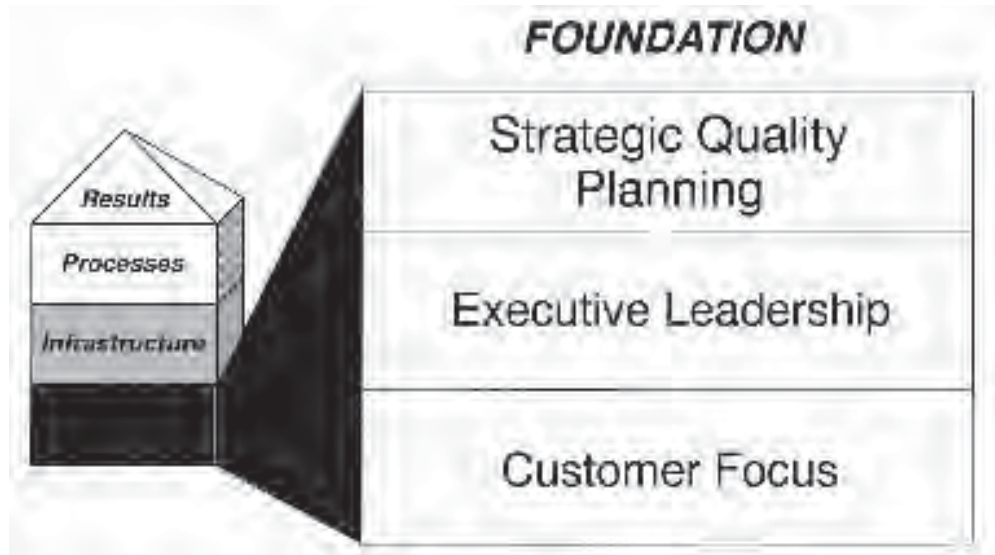 FOUNDATION
Strategic Quality
Planning
Executive Leadership
Customer Focus
Results
Processes
Infrastructure